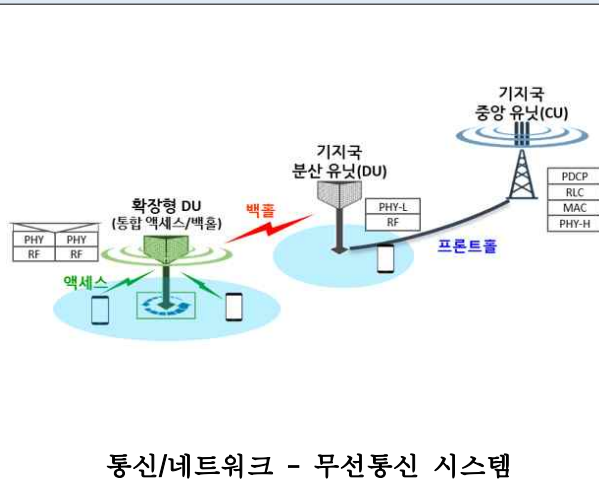 기지국
중앙 유닛(CU)
기지국
분산 유닛(DU)
확장형 DU
(통합 액세스/백홀)
백홀
PHY-L
RF
PDCP
RLC
MAC
PHY-H
PHY PHY
RF RF
프론트홀
액세스
통신/네트워크 - 무선통신 시스템